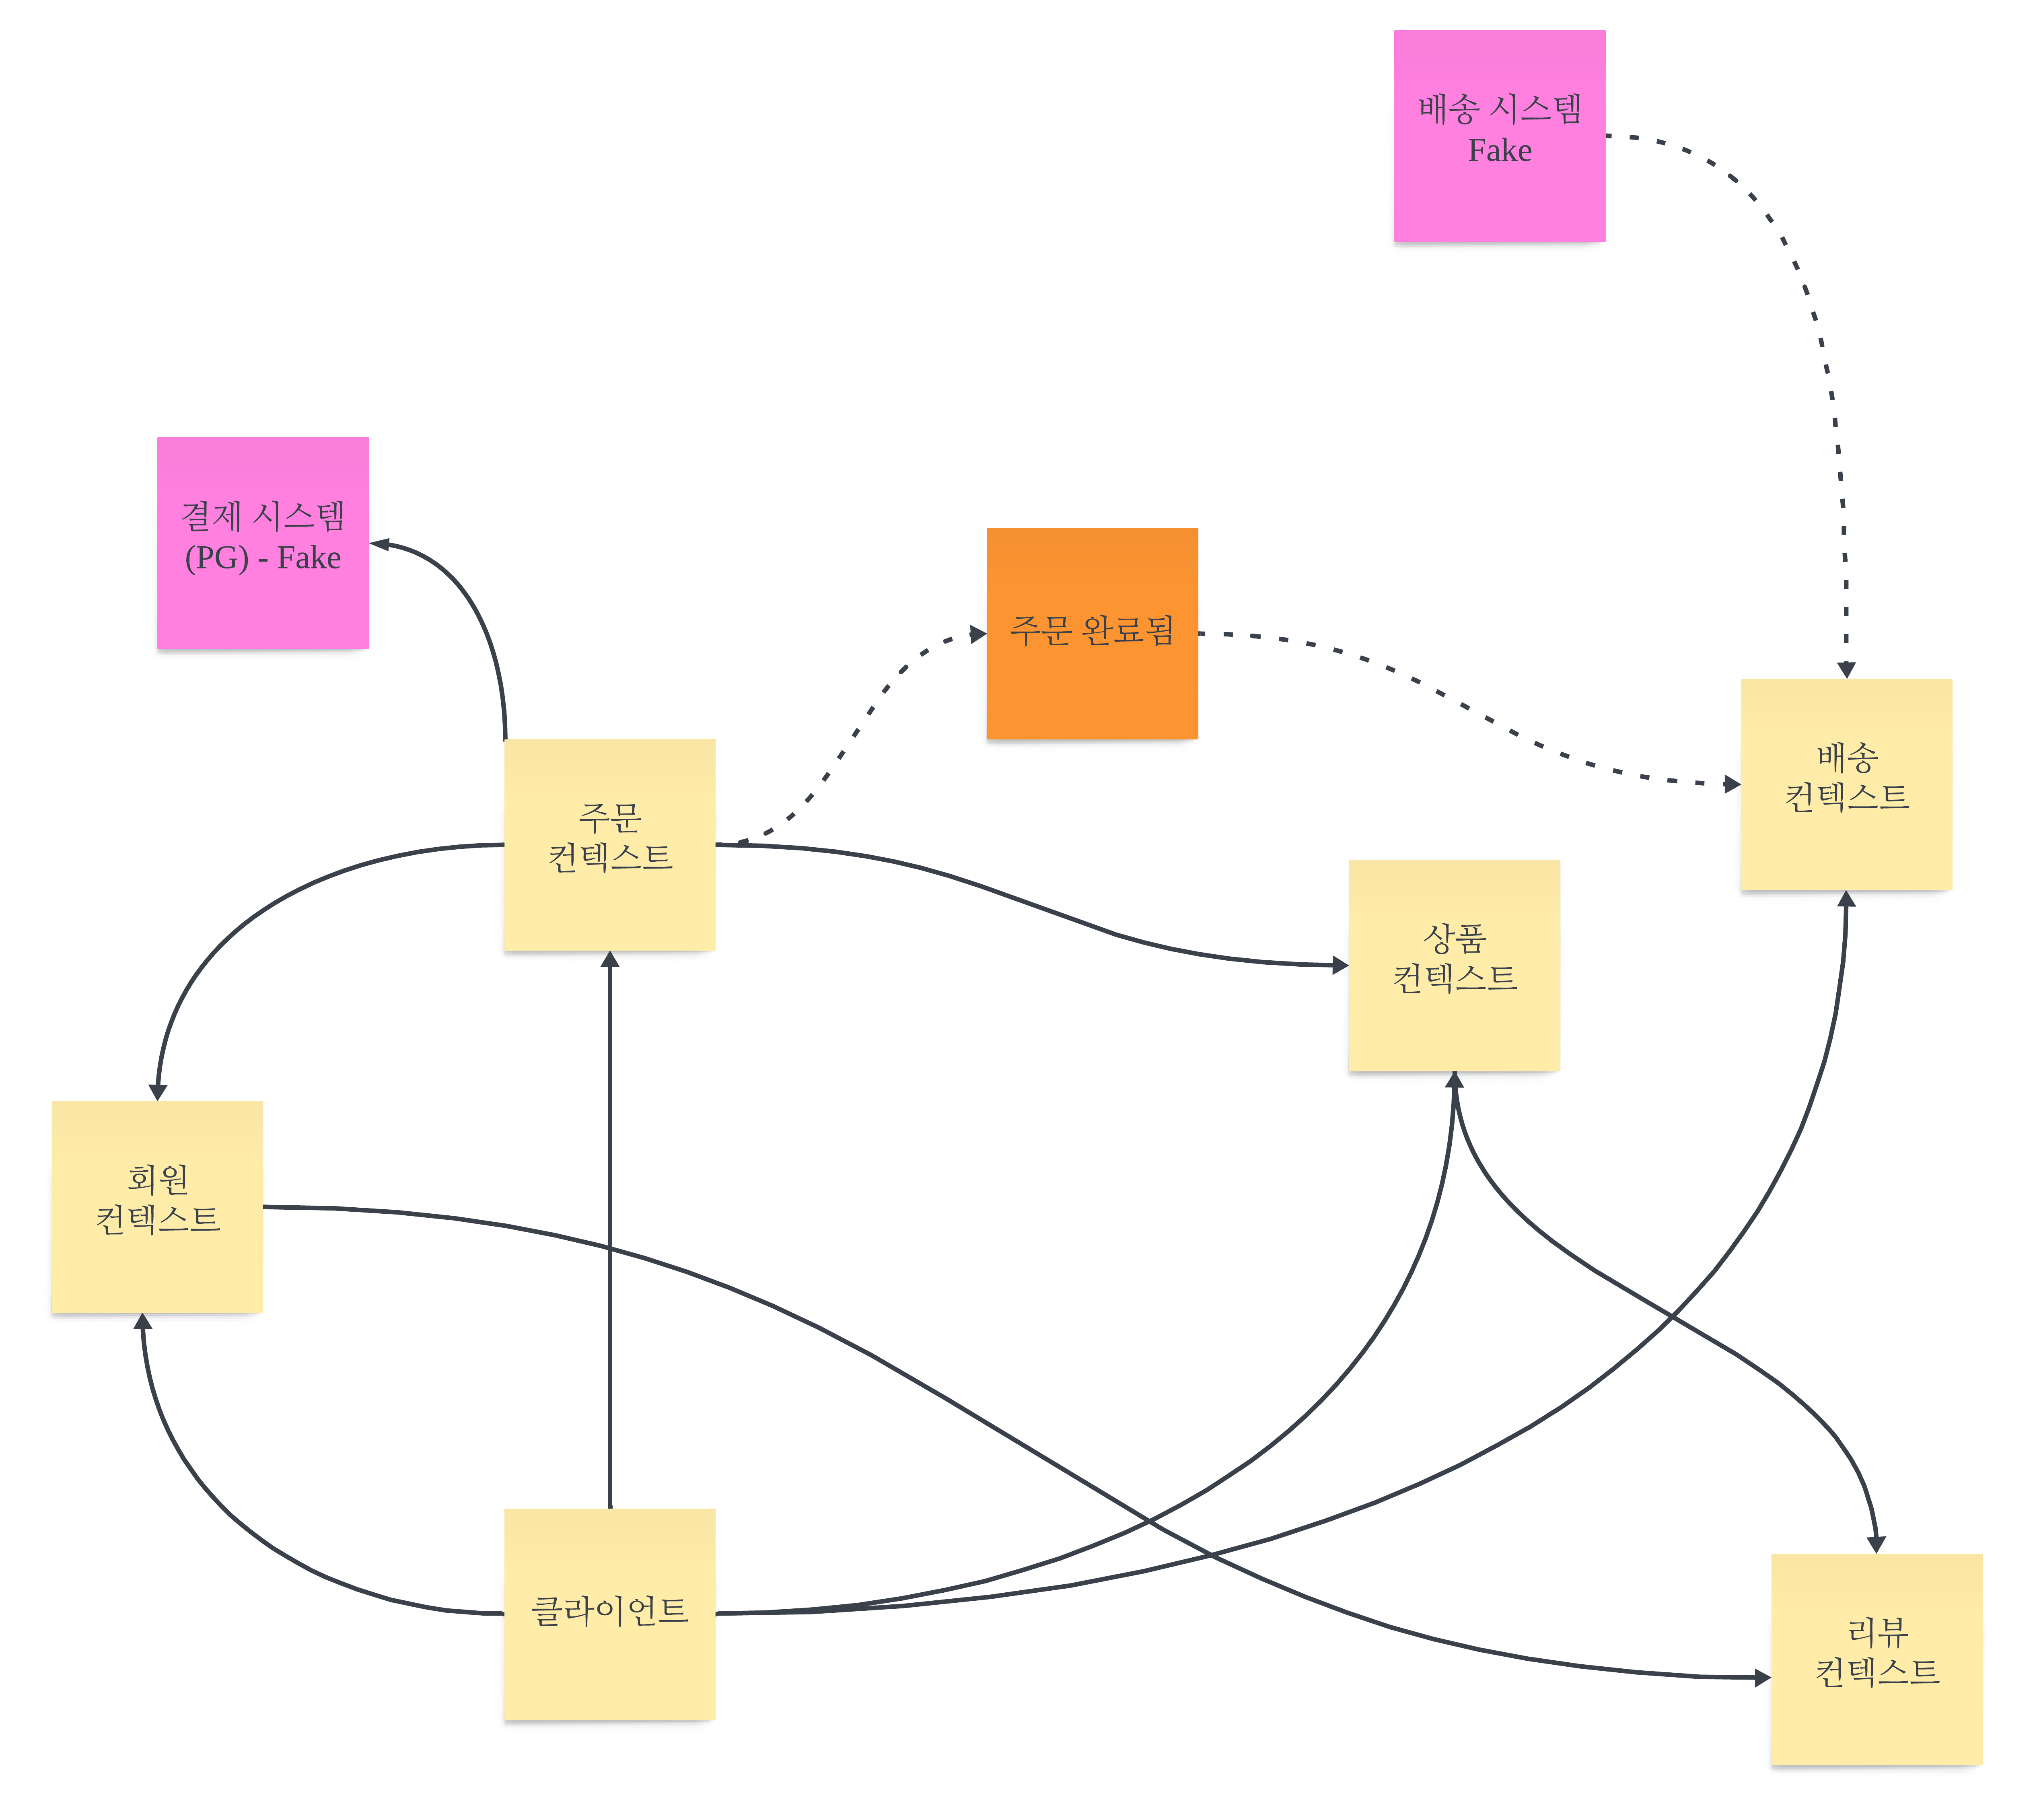 배송 시스템
Fake
결제 시스템
(PG) - Fake
주문 완료됨
배송
컨텍스트
주문
컨텍스트
상품
컨텍스트
회원
컨텍스트
클라이언트
리뷰
컨텍스트